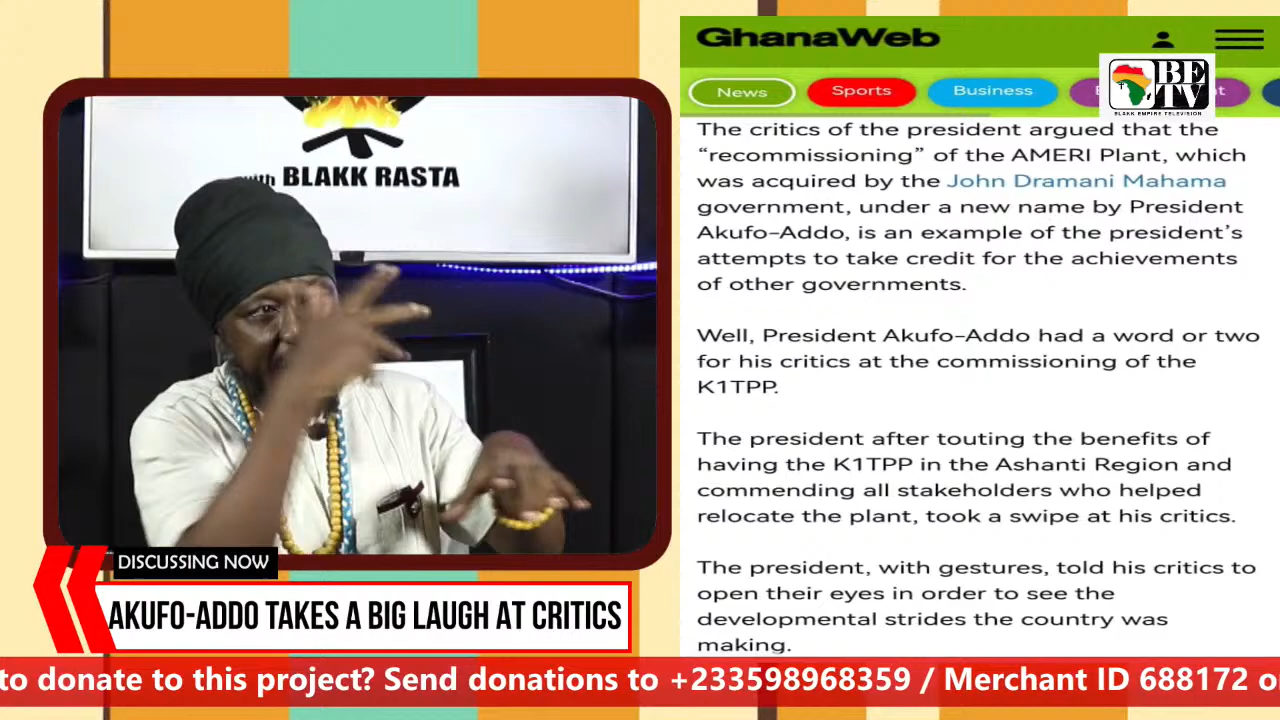 with BLAKK RASTA
DISCUSSING NOW
AKUFO-ADDO TAKES A BIG LAUGH AT CRITICS
GhanaWeb
BE
TV
BLAKK EMPIRE TELEVISION
News
Sports
Business
The critics of the president argued that the
“recommissioning” of the AMERI Plant, which
was acquired by the John Dramani Mahama
government, under a new name by President
Akufo-Addo, is an example of the president’s
attempts to take credit for the achievements
of other governments.
Well, President Akufo-Addo had a word or two
for his critics at the commissioning of the
K1TPP.
The president after touting the benefits of
having the K1TPP in the Ashanti Region and
commending all stakeholders who helped
relocate the plant, took a swipe at his critics.
The president, with gestures, told his critics to
open their eyes in order to see the
developmental strides the country was
making.
to donate to this project? Send donations to +233598968359 / Merchant ID 688172